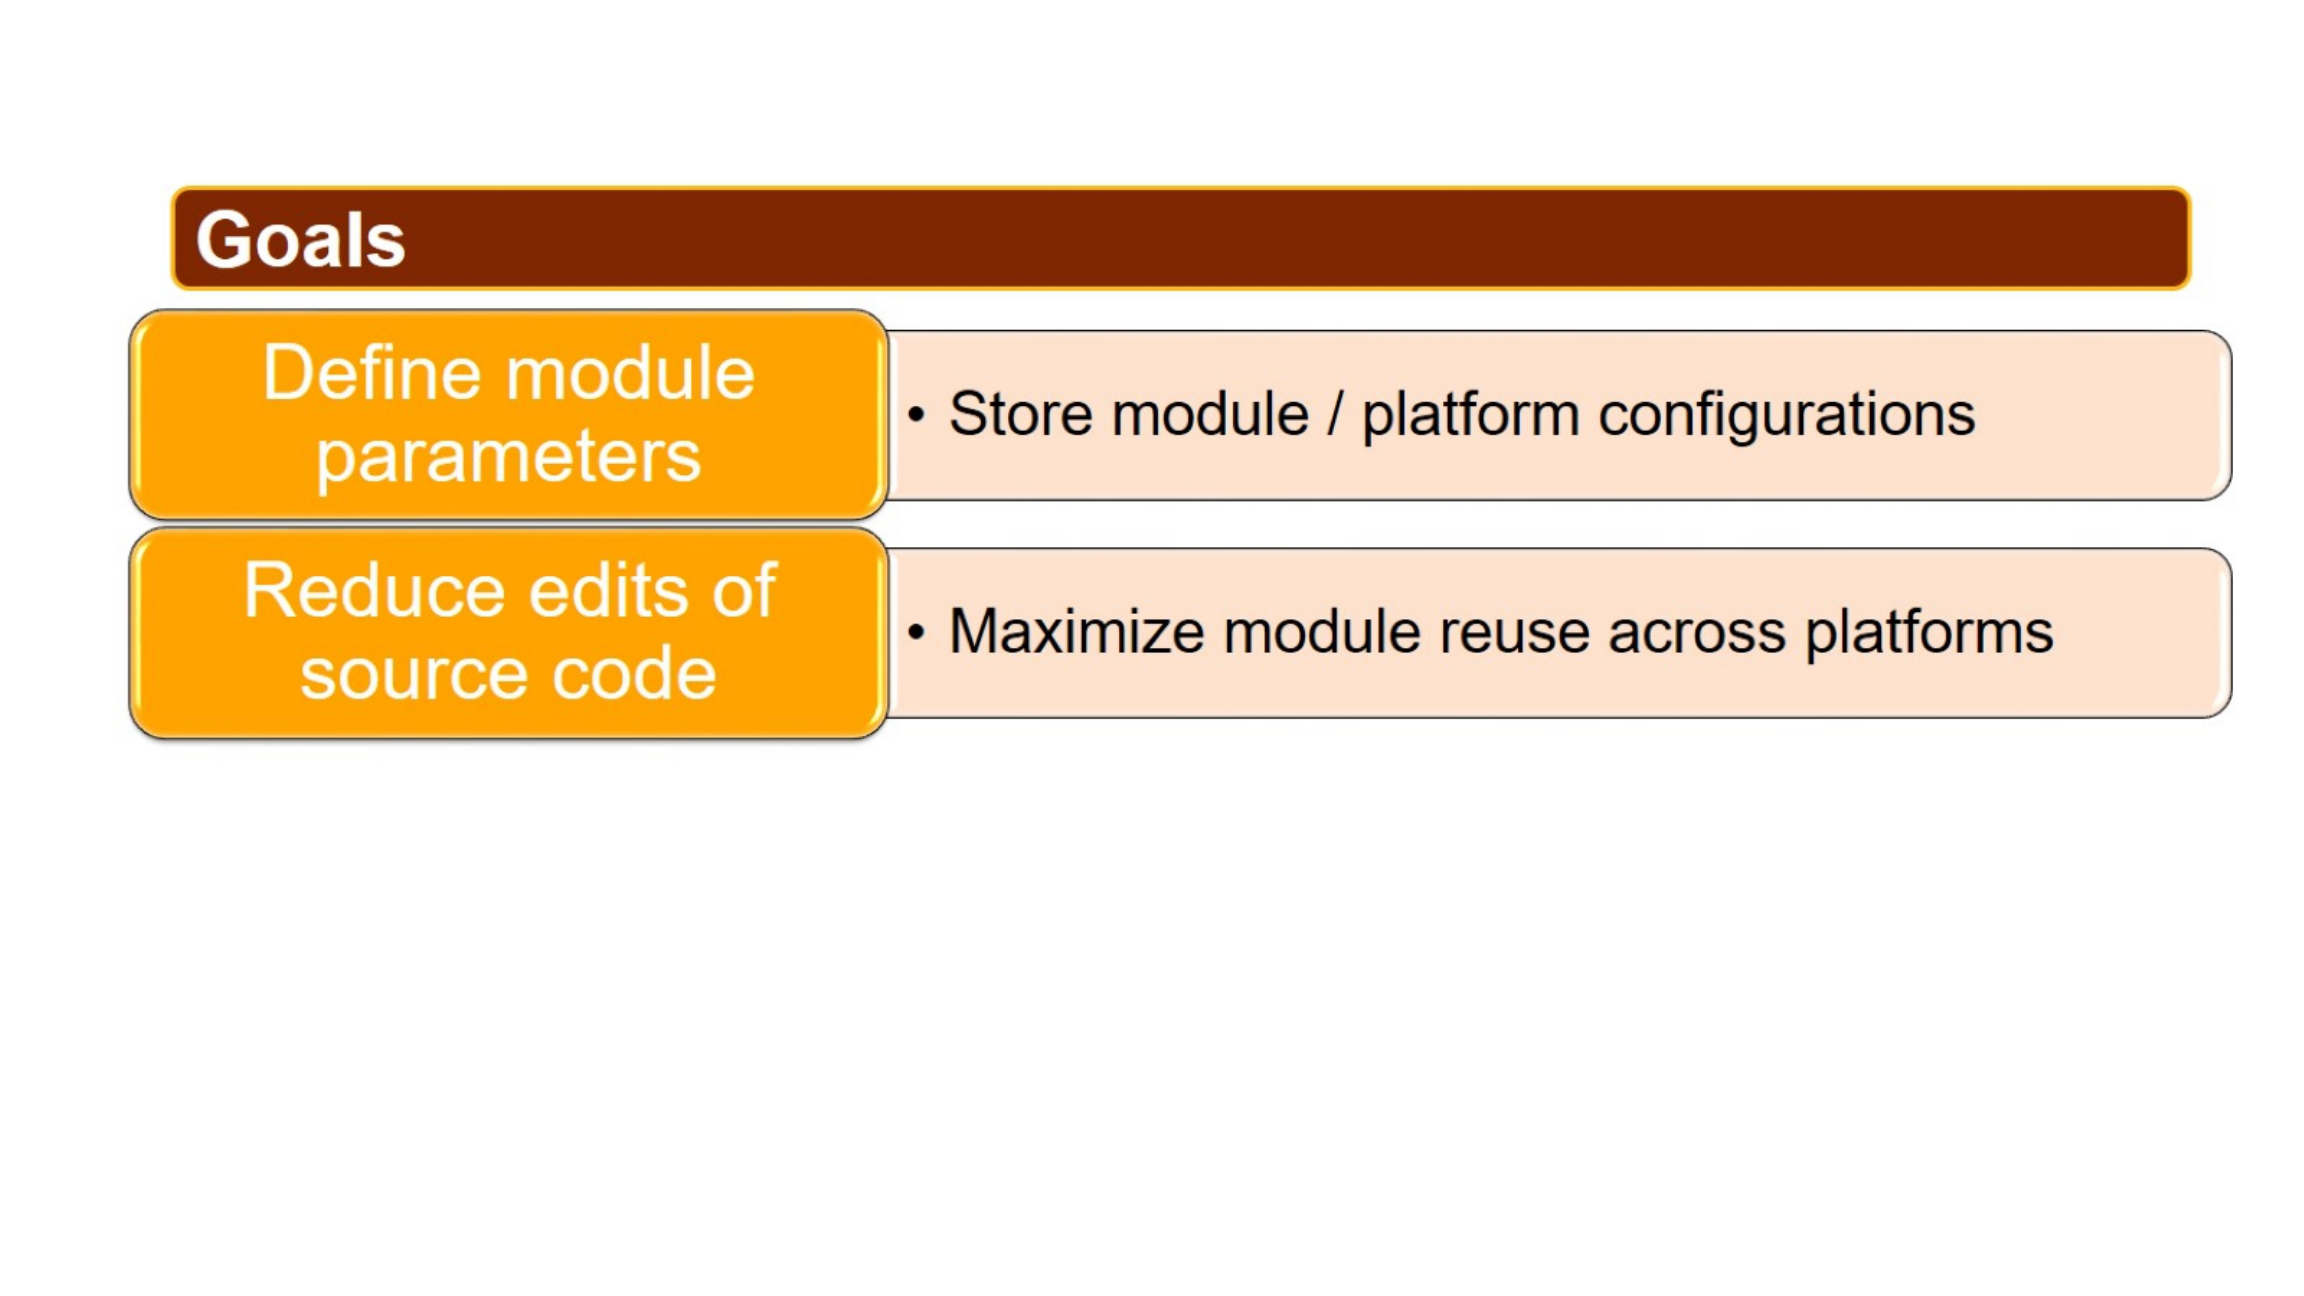 Goals
Define module
parameters
• Store module / platform configurations
Reduce edits of
source code
• Maximize module reuse across platforms